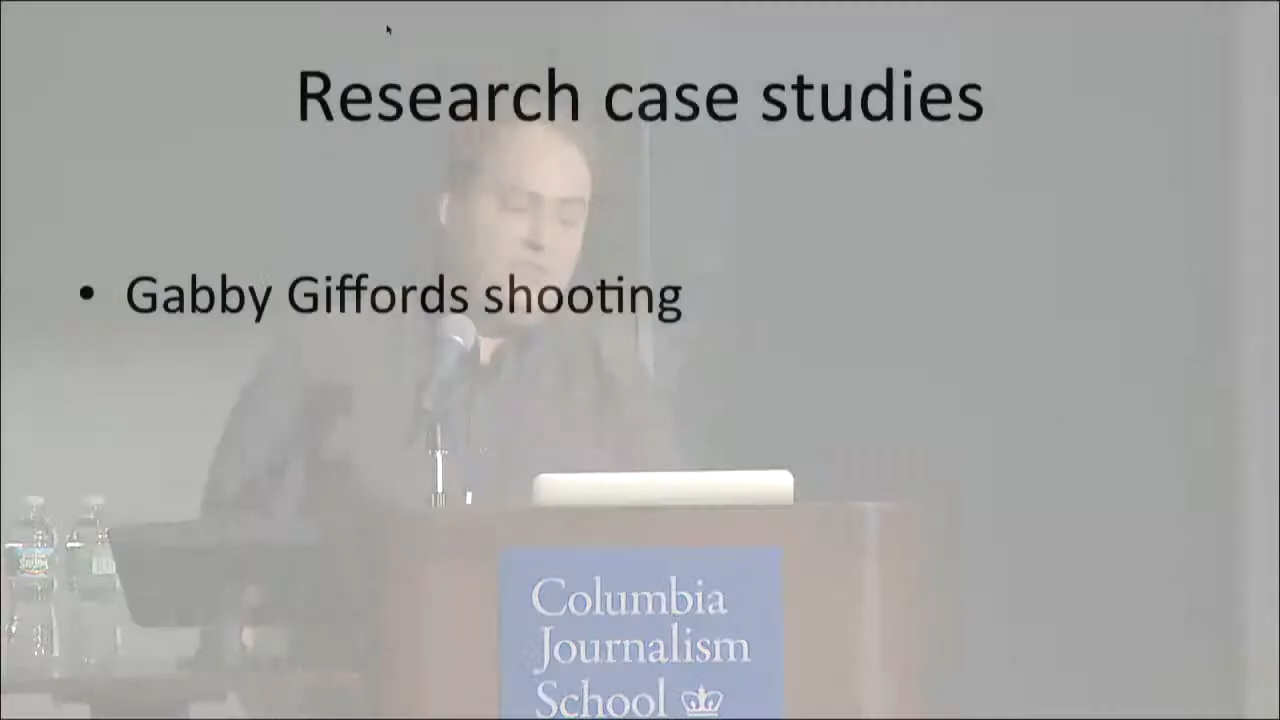 Research case studies
• Gabby Giffords shooting
Columbia
Journalism
School